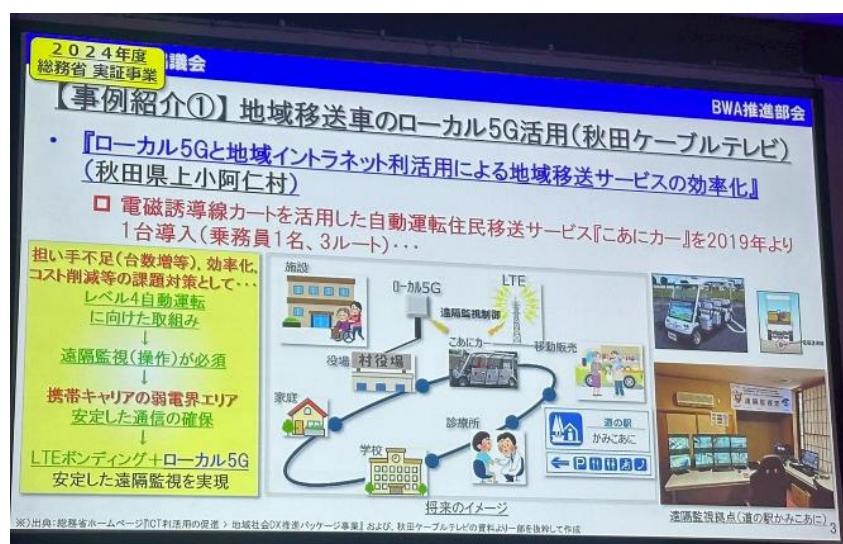 2024年度
総務省 実証事業
議会
BWA推進部会
【事例紹介①】地域移送車のローカル5G活用(秋田ケーブルテレビ)
・『ローカル5Gと地域イントラネット利活用による地域移送サービスの効率化』
(秋田県上小阿仁村)
電磁誘導線カートを活用した自動運転住民移送サービス『こあにカー』を2019年より
1台導入(乗務員1名、3ルート)・・・
担い手不足(台数増等)、効率化、
コスト削減等の課題対策として・・・
レベル4自動運転
に向けた取組み
↓
遠隔監視(操作)が必須
↓
携帯キャリアの弱電界エリア
安定した通信の確保
↓
LTEボンディング+ローカル5G
安定した遠隔監視を実現
施設
ローカル5G
LTE
遠隔監視制御
役場
村役場
こあにカー
移動販売
家庭
学校
診療所
道の駅
かみこあに
P
将来のイメージ
遠隔監視室
遠隔監視拠点(道の駅かみこあに)
※)出典:総務省ホームページ『ICT利活用の促進 > 地域社会DX推進パッケージ事業』 および、秋田ケーブルテレビの資料より一部を抜粋して作成
3